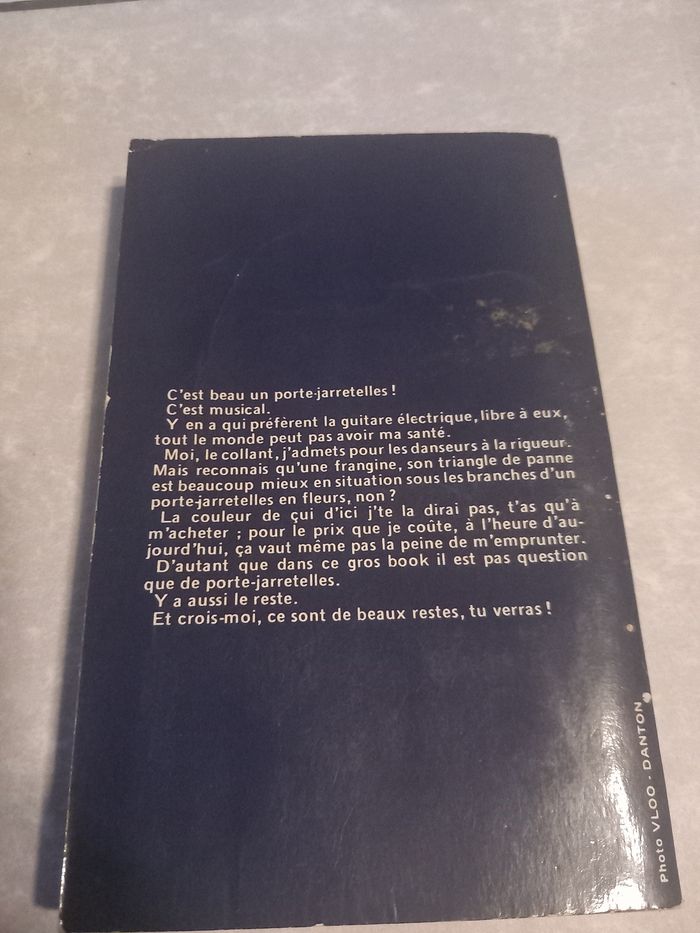 C'est beau un porte-jarretelles !
C'est musical.
Y en a qui préfèrent la guitare électrique, libre à eux,
tout le monde peut pas avoir ma santé.
Moi, le collant, j'admets pour les danseurs à la rigueur.
Mais reconnais qu'une frangine, son triangle de panne
est beaucoup mieux en situation sous les branches d'un
porte-jarretelles en fleurs, non ?
La couleur de çui d'ici j'te la dirai pas, t'as qu'à
m'acheter ; pour le prix que je coûte, à l'heure d'au-
jourd'hui, ça vaut même pas la peine de m'emprunter.
D'autant que dans ce gros book il est pas question
que de porte-jarretelles.
Y a aussi le reste.
Et crois-moi, ce sont de beaux restes, tu verras !
Photo VLOO - DANTON